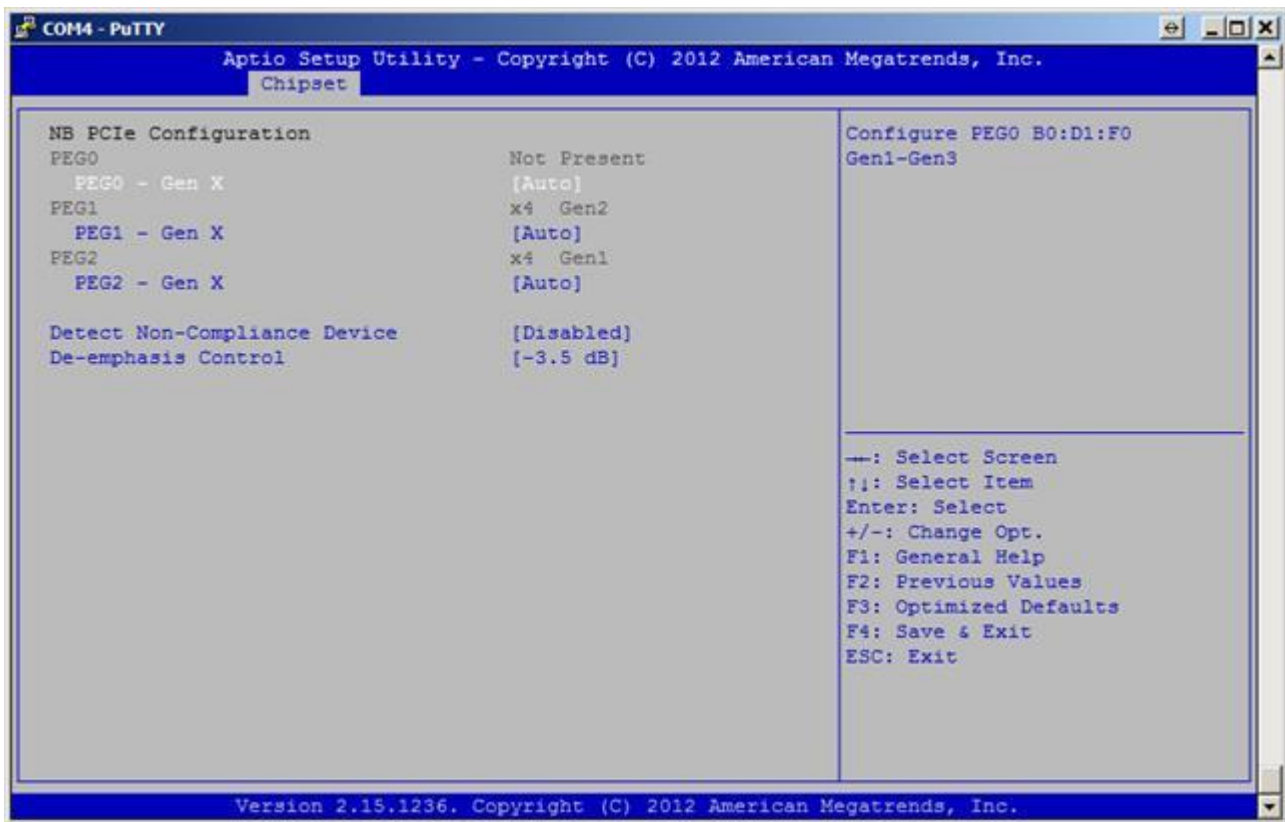 COM4 - PuTTY
Aptio Setup Utility - Copyright (C) 2012 American Megatrends, Inc.
Chipset
NB PCIe Configuration
PEG0 Not Present
PEG0 - Gen X [Auto]
PEG1 x4 Gen2
PEG1 - Gen X [Auto]
PEG2 x4 Gen1
PEG2 - Gen X [Auto]
Detect Non-Compliance Device [Disabled]
De-emphasis Control [-3.5 dB]
Configure PEG0 B0:D1:F0
Gen1-Gen3
→←: Select Screen
↑↓: Select Item
Enter: Select
+/-: Change Opt.
F1: General Help
F2: Previous Values
F3: Optimized Defaults
F4: Save & Exit
ESC: Exit
Version 2.15.1236. Copyright (C) 2012 American Megatrends, Inc.